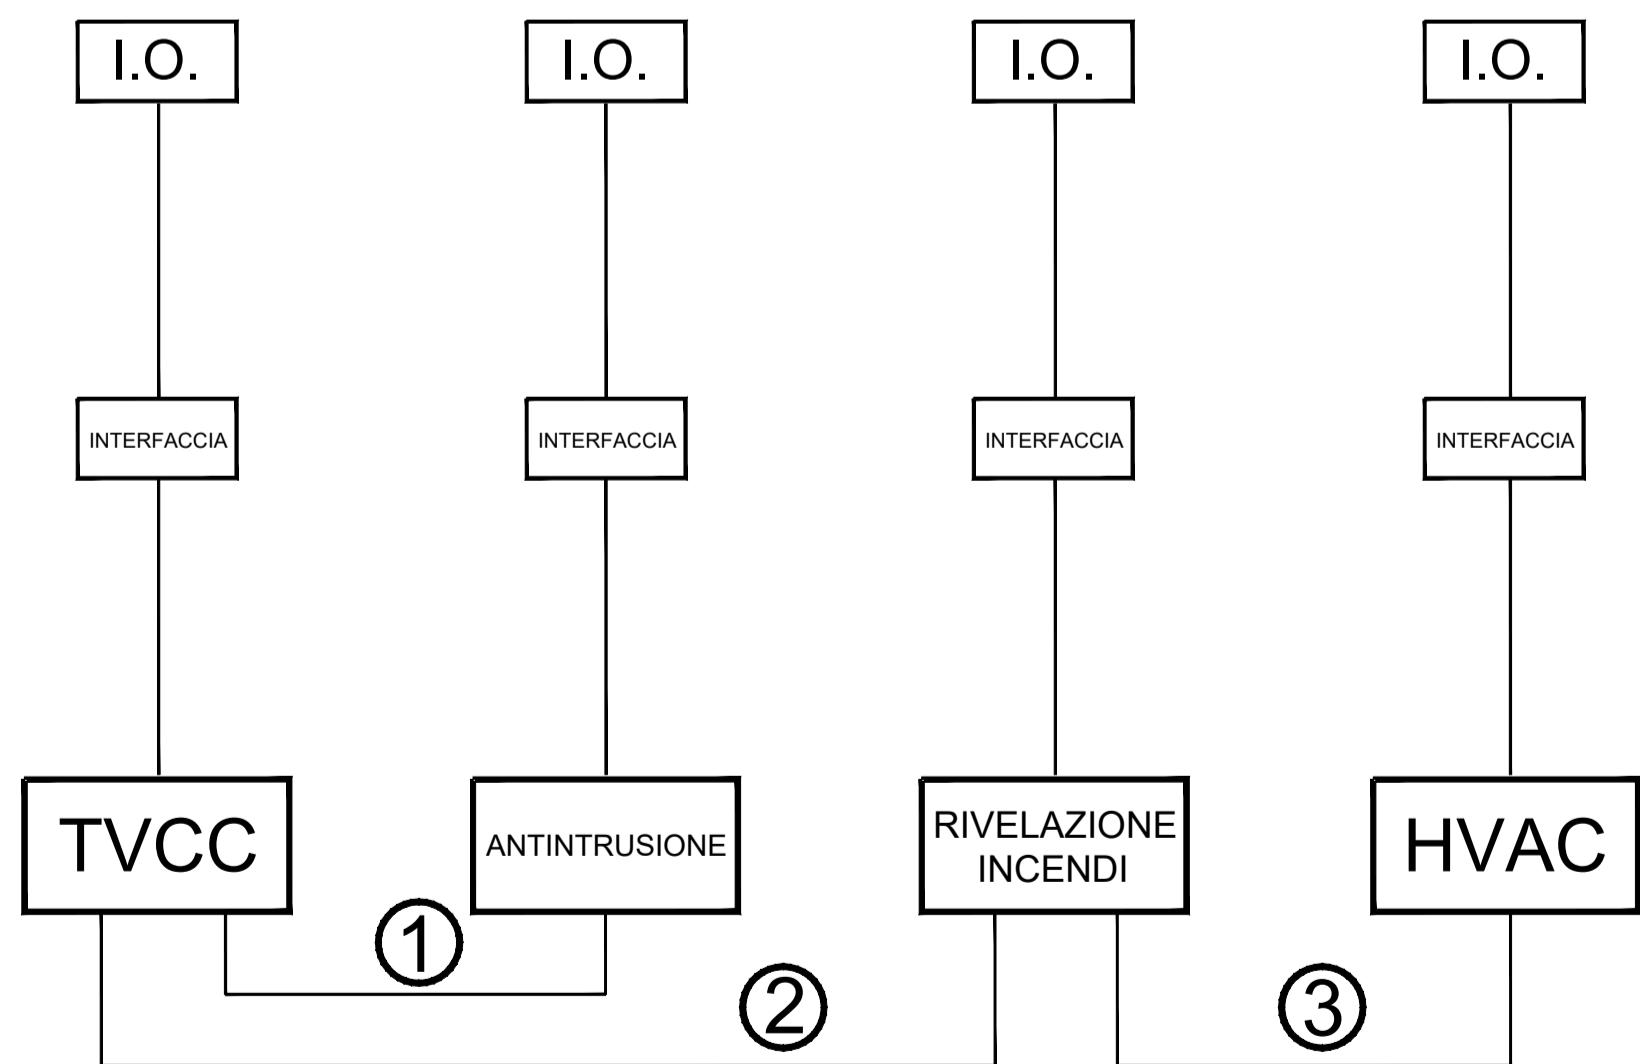 I.O.
I.O.
I.O.
I.O.
INTERFACCIA
INTERFACCIA
INTERFACCIA
INTERFACCIA
TVCC
ANTINTRUSIONE
RIVELAZIONE
INCENDI
HVAC
1
2
3